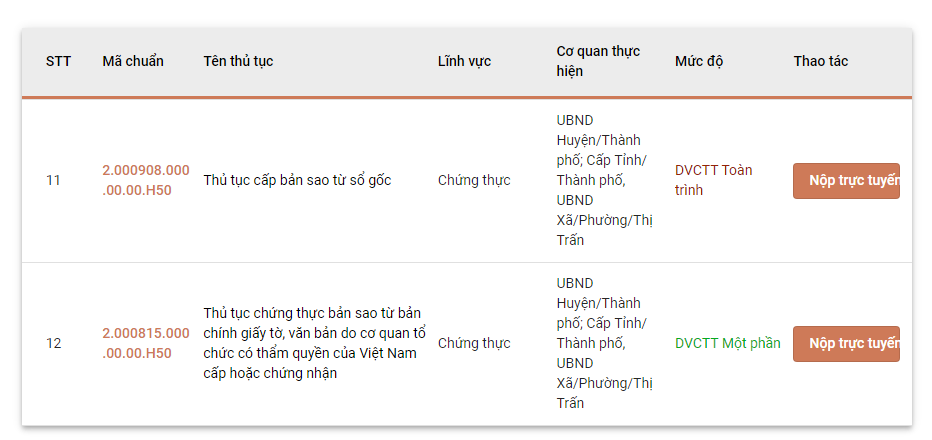 STT
Mã chuẩn
Tên thủ tục
Lĩnh vực
Cơ quan thực
hiện
Mức độ
Thao tác
11
2.000908.000
.00.00.H50
Thủ tục cấp bản sao từ sổ gốc
Chứng thực
UBND
Huyện/Thành
phố; Cấp Tỉnh/
Thành phố,
UBND
Xã/Phường/Thị
Trấn
DVCTT Toàn
trình
Nộp trực tuyến
12
2.000815.000
.00.00.H50
Thủ tục chứng thực bản sao từ bản
chính giấy tờ, văn bản do cơ quan tổ
chức có thẩm quyền của Việt Nam
cấp hoặc chứng nhận
Chứng thực
UBND
Huyện/Thành
phố; Cấp Tỉnh/
Thành phố,
UBND
Xã/Phường/Thị
Trấn
DVCTT Một phần
Nộp trực tuyến